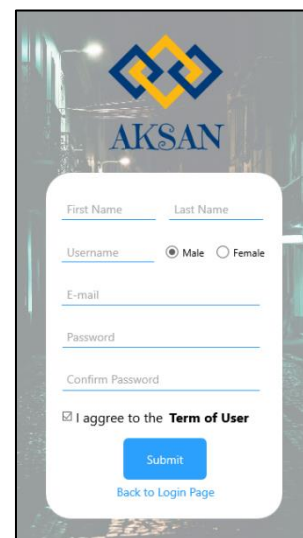 AKSAN
First Name Last Name
Username Male Female
E-mail
Password
Confirm Password
I aggree to the Term of User
Submit
Back to Login Page